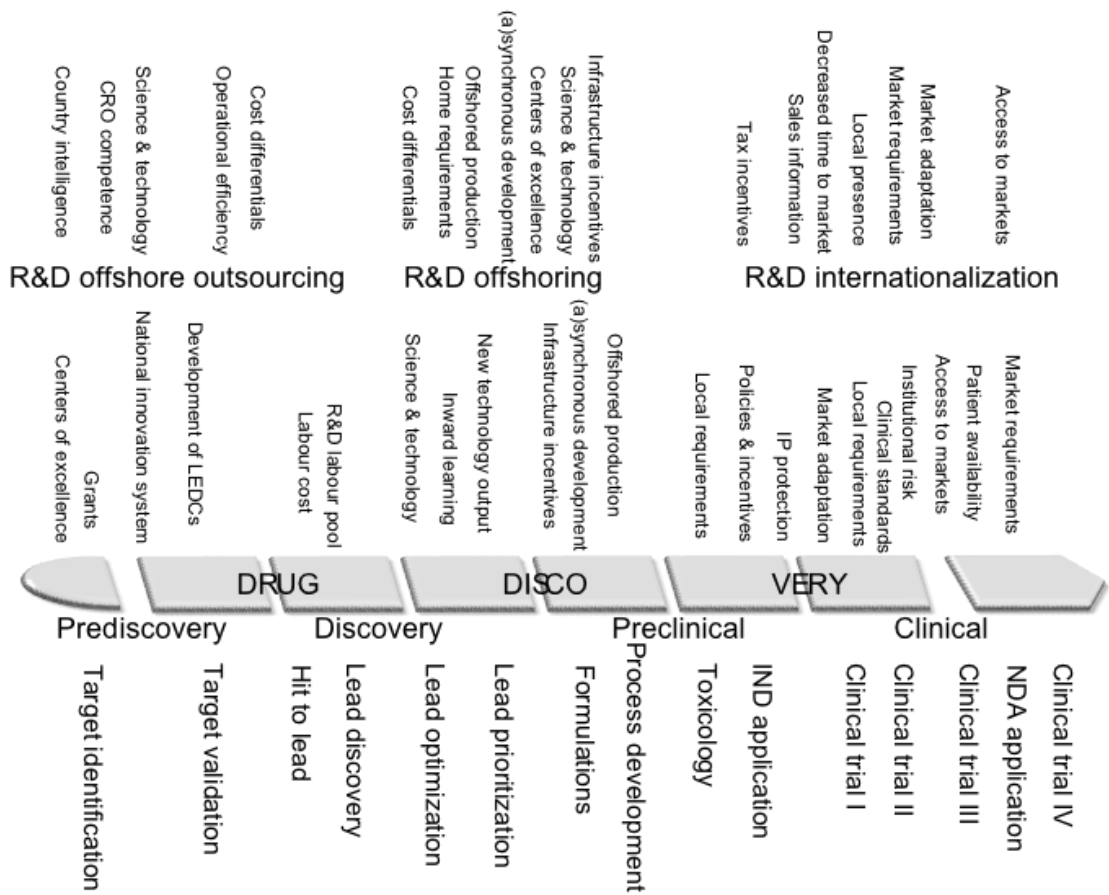 Country intelligence
CRO competence
Science & technology
Operational efficiency
Cost differentials
Cost differentials
Home requirements
Offshored production
(a)synchronous development
Centers of excellence
Science & technology
Infrastructure incentives
Tax incentives
Sales information
Decreased time to market
Local presence
Market requirements
Market adaptation
Access to markets
R&D offshore outsourcing
R&D offshoring
R&D internationalization
Centers of excellence
Grants
National innovation system
Development of LEDCs
Labour cost
R&D labour pool
Science & technology
Inward learning
New technology output
Infrastructure incentives
(a)synchronous development
Offshored production
Local requirements
Policies & incentives
IP protection
Market adaptation
Local requirements
Clinical standards
Institutional risk
Access to markets
Patient availability
Market requirements
DRUG DISCO VERY
Prediscovery
Discovery
Preclinical
Clinical
Target identification
Target validation
Hit to lead
Lead discovery
Lead optimization
Lead prioritization
Formulations
Process development
Toxicology
IND application
Clinical trial I
Clinical trial II
Clinical trial III
NDA application
Clinical trial IV